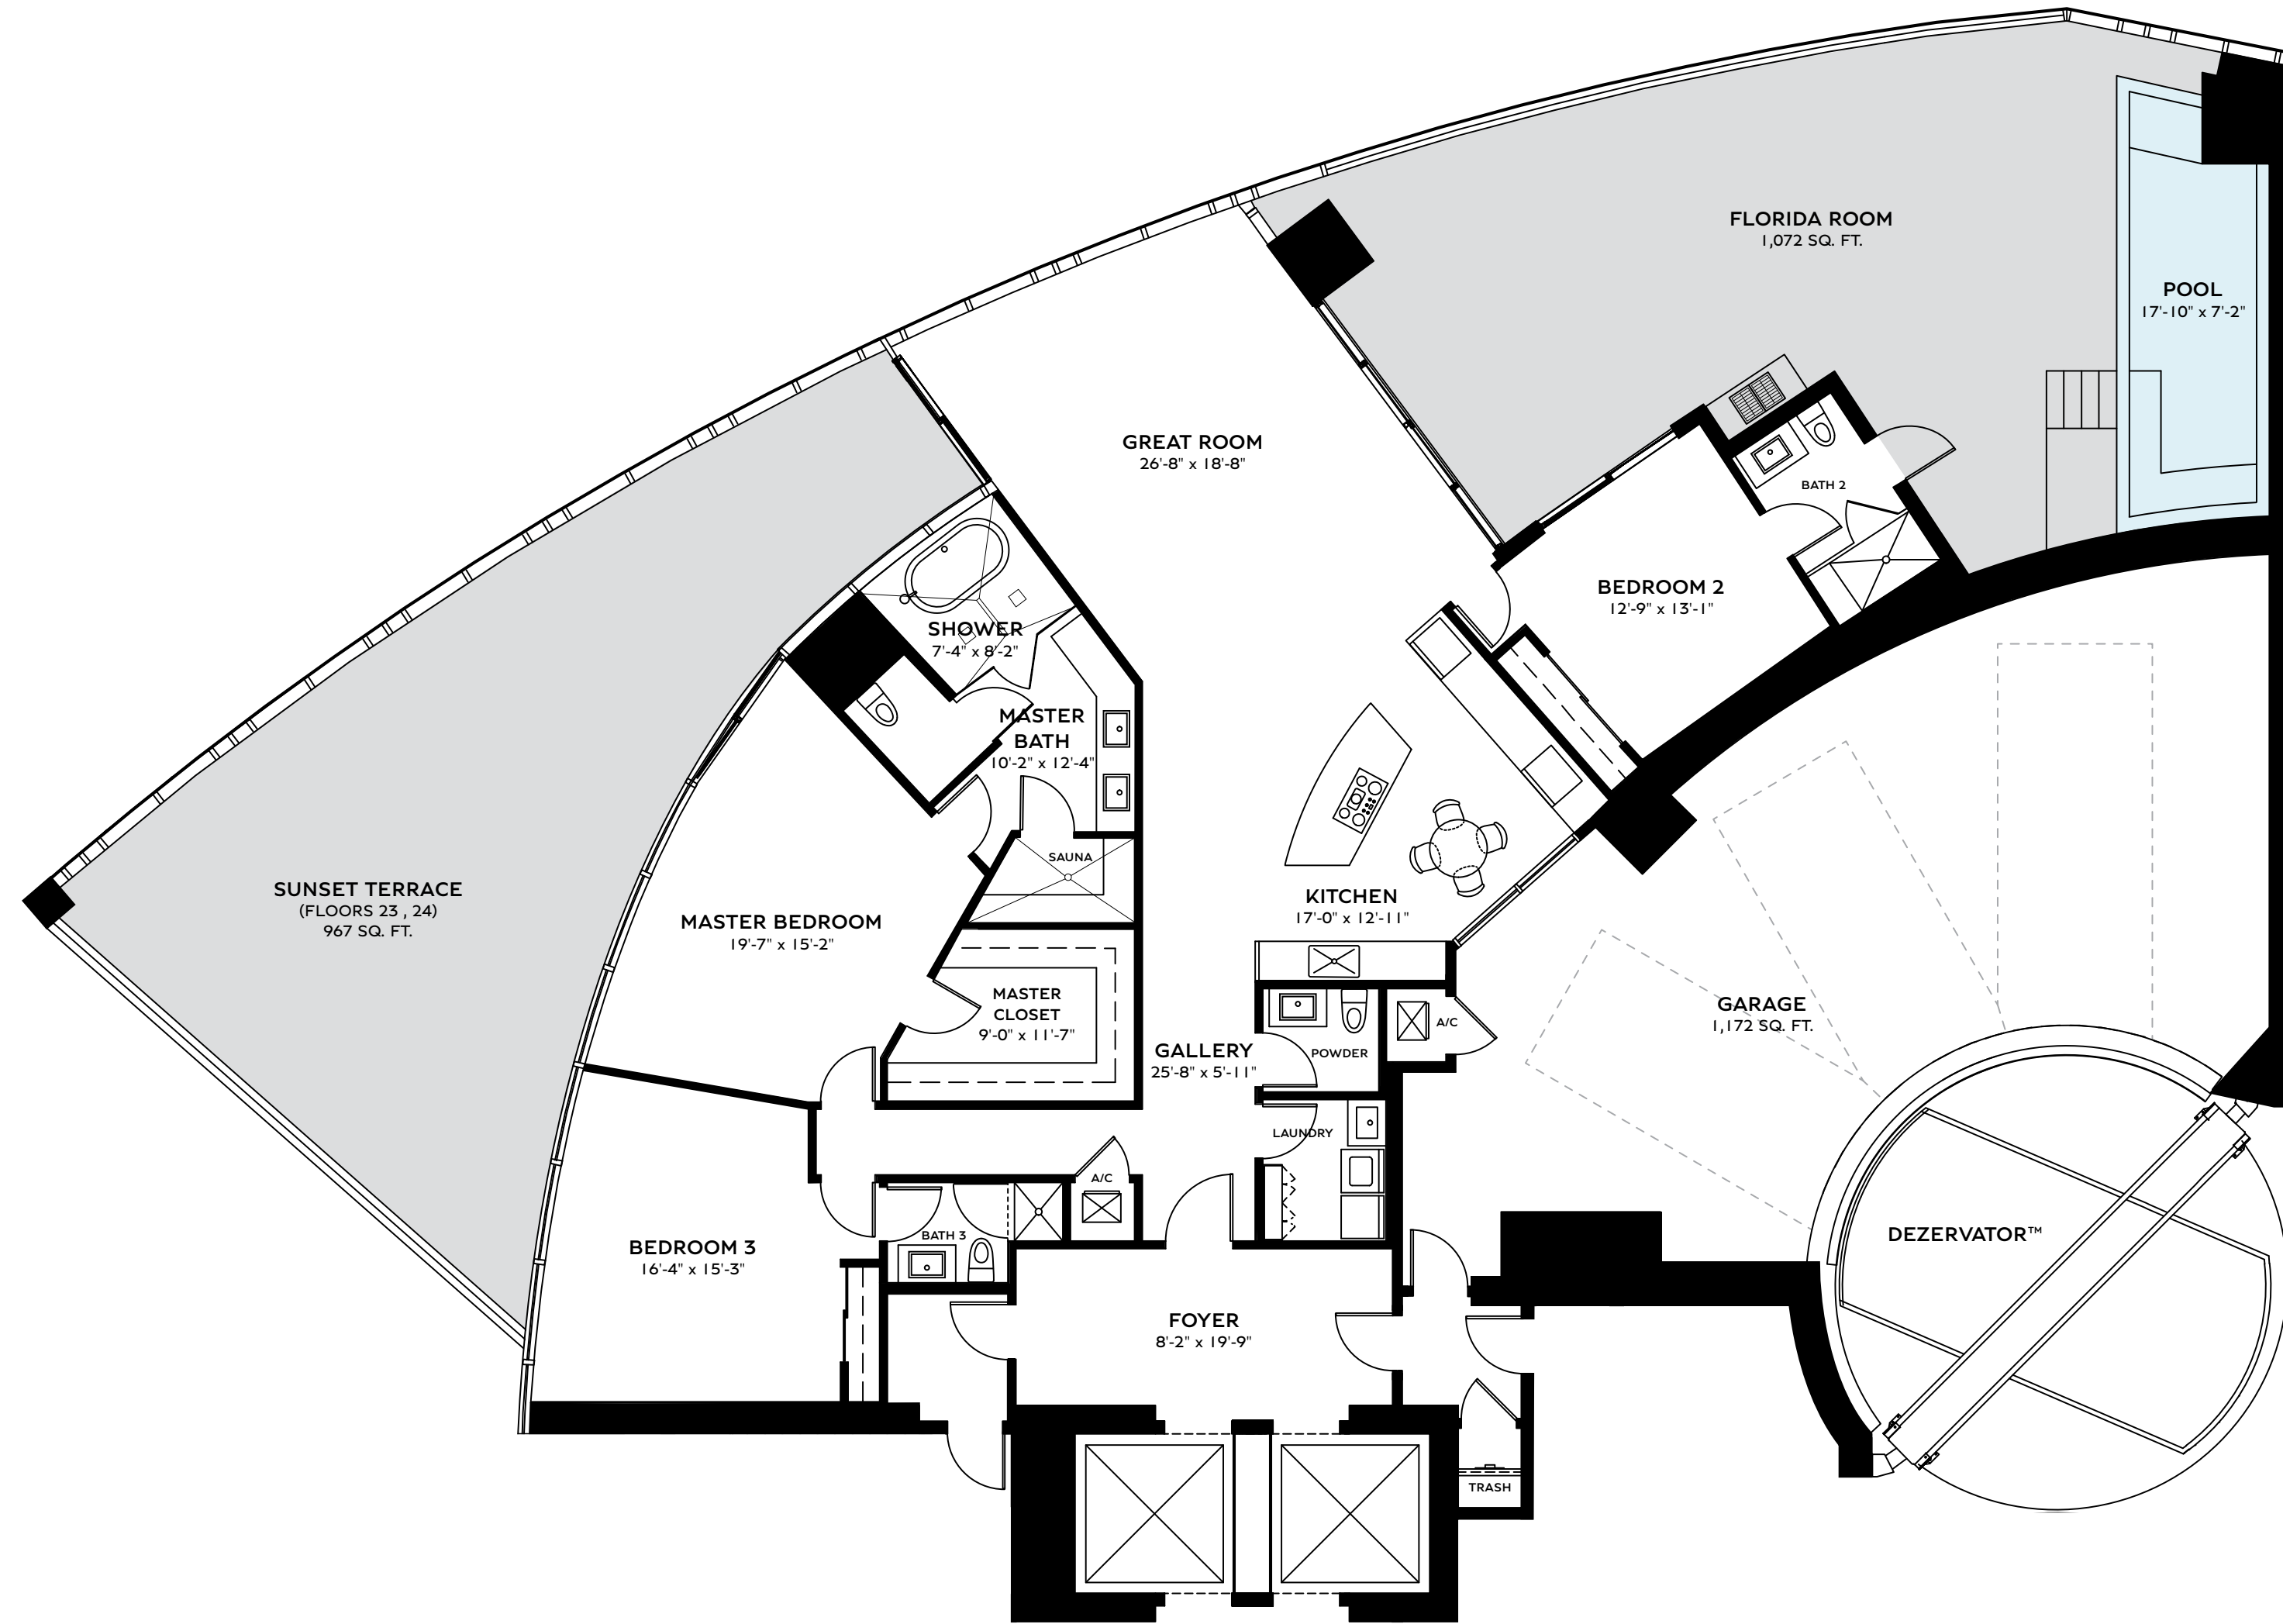 FLORIDA ROOM
1,072 SQ. FT.
POOL
17'-10" x 7'-2"
GREAT ROOM
26'-8" x 18'-8"
BATH 2
BEDROOM 2
12'-9" x 13'-1"
SHOWER
7'-4" x 8'-2"
MASTER
BATH
10'-2" x 12'-4"
SAUNA
SUNSET TERRACE
(FLOORS 23 , 24)
967 SQ. FT.
MASTER BEDROOM
19'-7" x 15'-2"
KITCHEN
17'-0" x 12'-11"
MASTER
CLOSET
9'-0" x 11'-7"
GARAGE
1,172 SQ. FT.
A/C
GALLERY
25'-8" x 5'-11"
POWDER
LAUNDRY
A/C
BATH 3
BEDROOM 3
16'-4" x 15'-3"
DEZERVATOR™
FOYER
8'-2" x 19'-9"
TRASH